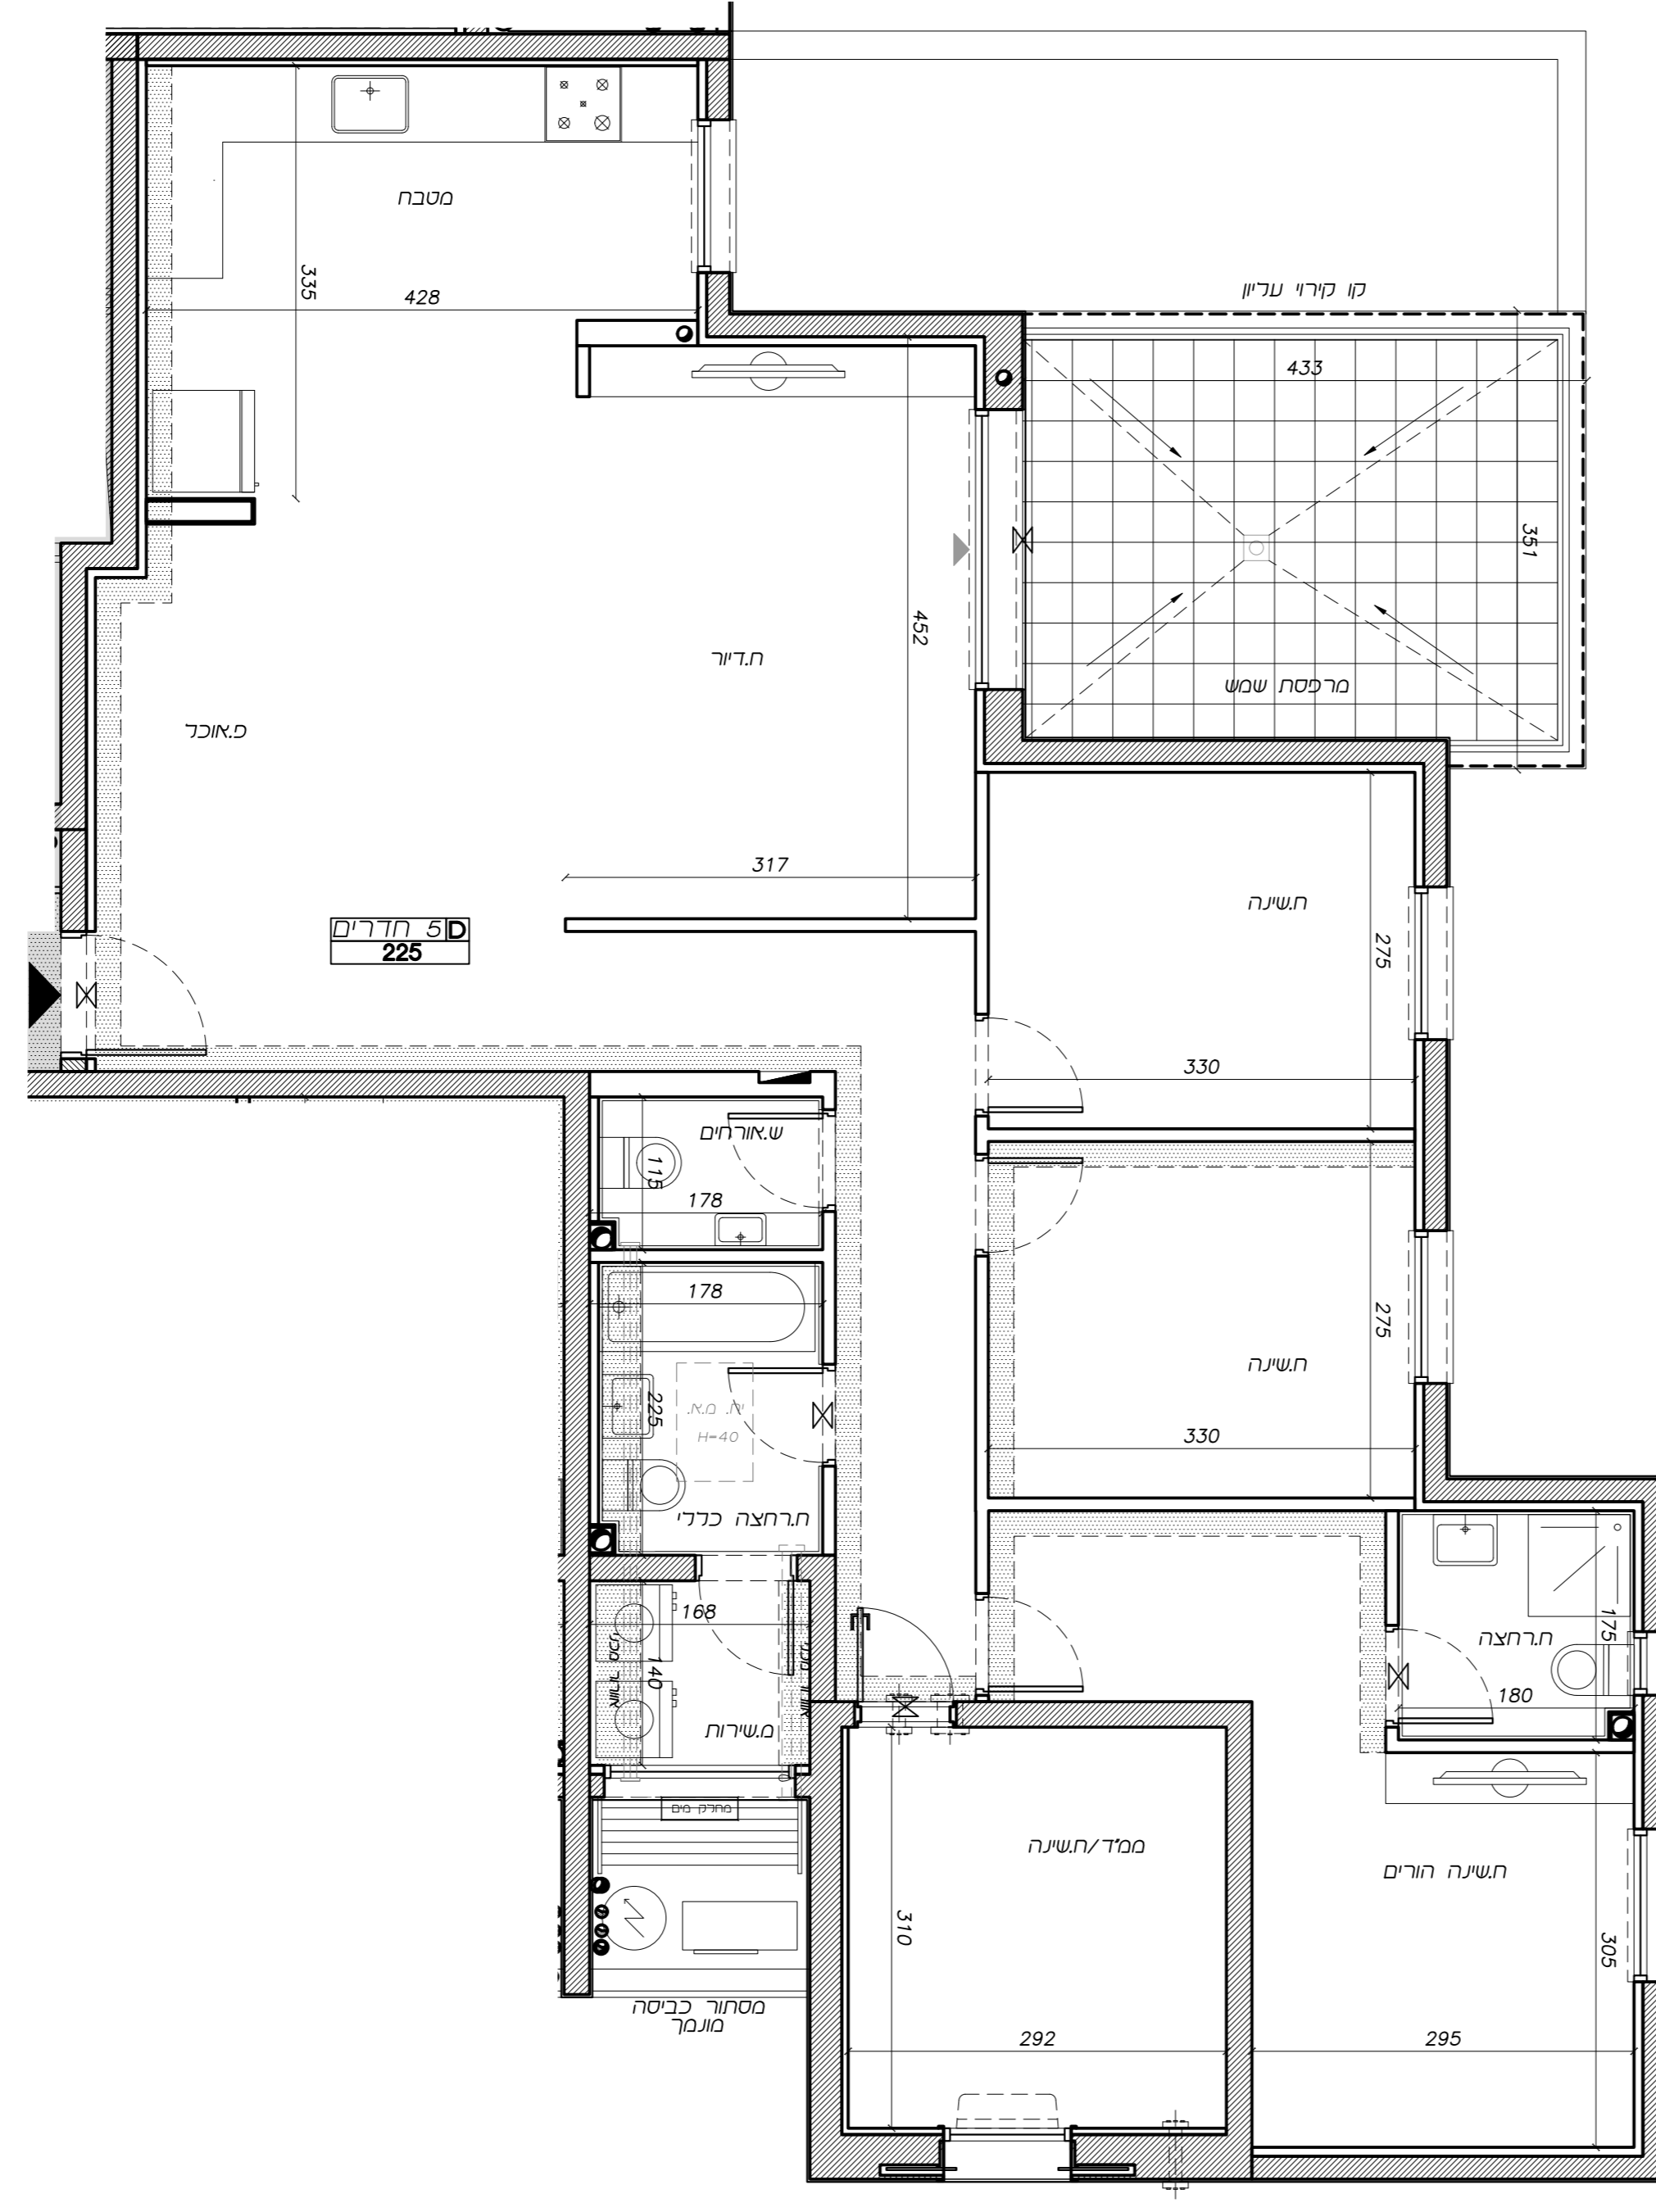 מטבח
335
428
קו קירוי עליון
433
351
מרפסת שמש
452
ח.דיור
פ.אוכל
317
5 חדרים D
225
ח.שינה
275
330
ש.אורחים
115
178
178
225
יח. מ.א.
H=40
ח.רחצה כללי
ח.שינה
275
330
168
140
מ.שירות
מחלק מים
מסתור כביסה
מונמך
ח.רחצה
175
180
ממ"ד/ח.שינה
310
292
ח.שינה הורים
305
295